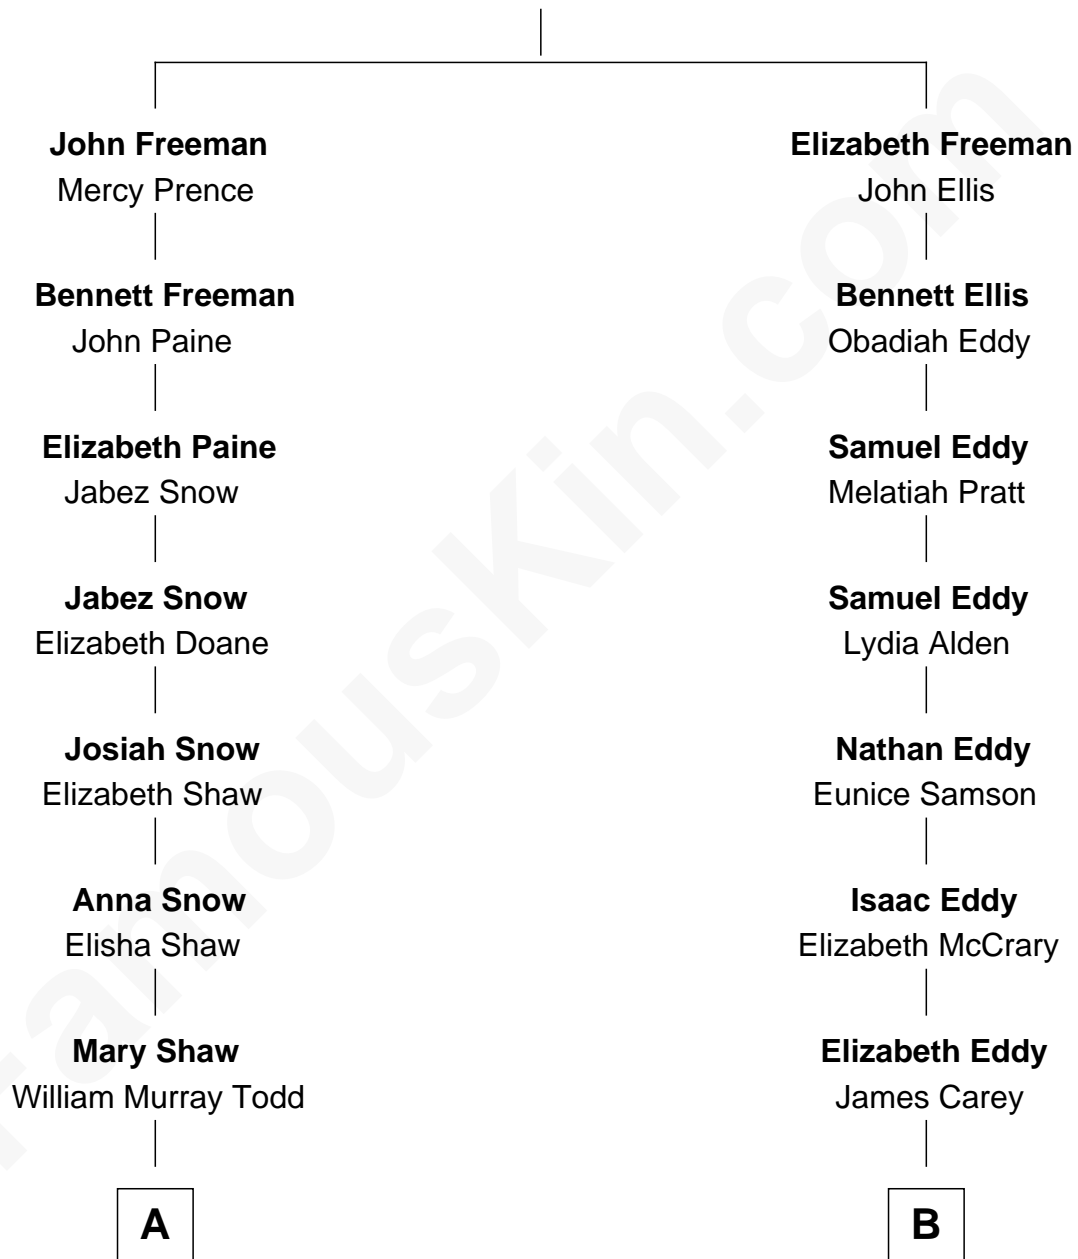 John Freeman
Mercy Prence
Bennett Freeman
John Paine
Elizabeth Paine
Jabez Snow
Jabez Snow
Elizabeth Doane
Josiah Snow
Elizabeth Shaw
Anna Snow
Elisha Shaw
Mary Shaw
William Murray Todd
A
Elizabeth Freeman
John Ellis
Bennett Ellis
Obadiah Eddy
Samuel Eddy
Melatiah Pratt
Samuel Eddy
Lydia Alden
Nathan Eddy
Eunice Samson
Isaac Eddy
Elizabeth McCrary
Elizabeth Eddy
James Carey
B
FamousKin.com